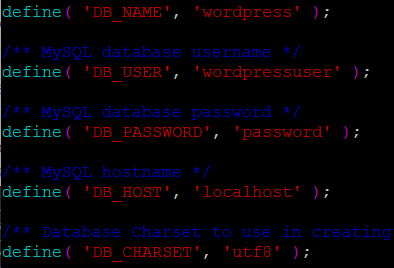 define( 'DB_NAME', 'wordpress' );
/** MySQL database username */
define( 'DB_USER', 'wordpressuser' );
/** MySQL database password */
define( 'DB_PASSWORD', 'password' );
/** MySQL hostname */
define( 'DB_HOST', 'localhost' );
/** Database Charset to use in creating
define( 'DB_CHARSET', 'utf8' );